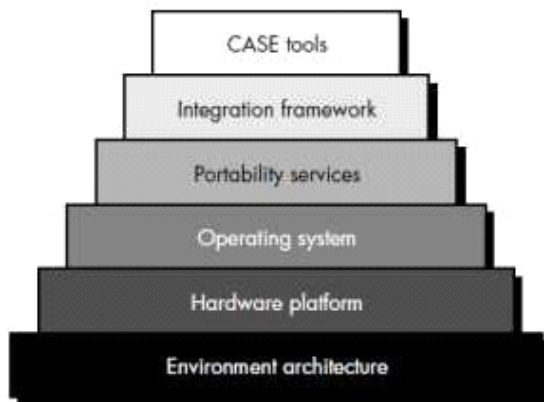 CASE tools
Integration framework
Portability services
Operating system
Hardware platform
Environment architecture